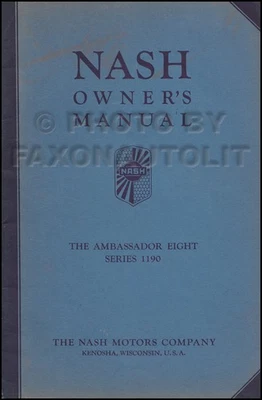 NASH
OWNER'S
MANUAL
© PHOTO BY
FAXONAUTOLIT
NASH
THE AMBASSADOR EIGHT
SERIES 1190
THE NASH MOTORS COMPANY
KENOSHA, WISCONSIN, U.S.A.